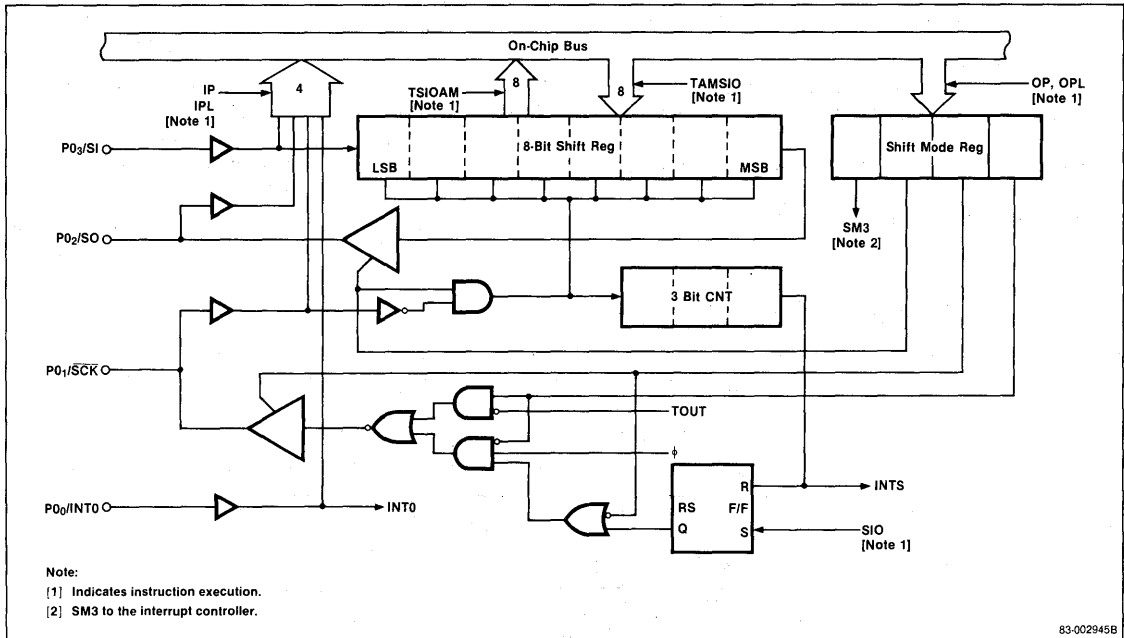 On-Chip Bus
IP
IPL
[Note 1]
4
TSIOAM
[Note 1]
8
8
TAMSIO
[Note 1]
OP, OPL
[Note 1]
P0₃/SI
8-Bit Shift Reg
LSB
MSB
Shift Mode Reg
SM3
[Note 2]
P0₂/SO
3 Bit CNT
P0₁/S̅C̅K̅
TOUT
ϕ
P0₀/INT0
INT0
R
RS
F/F
Q
S
INTS
SIO
[Note 1]
Note:
[1] Indicates instruction execution.
[2] SM3 to the interrupt controller.
83-002945B